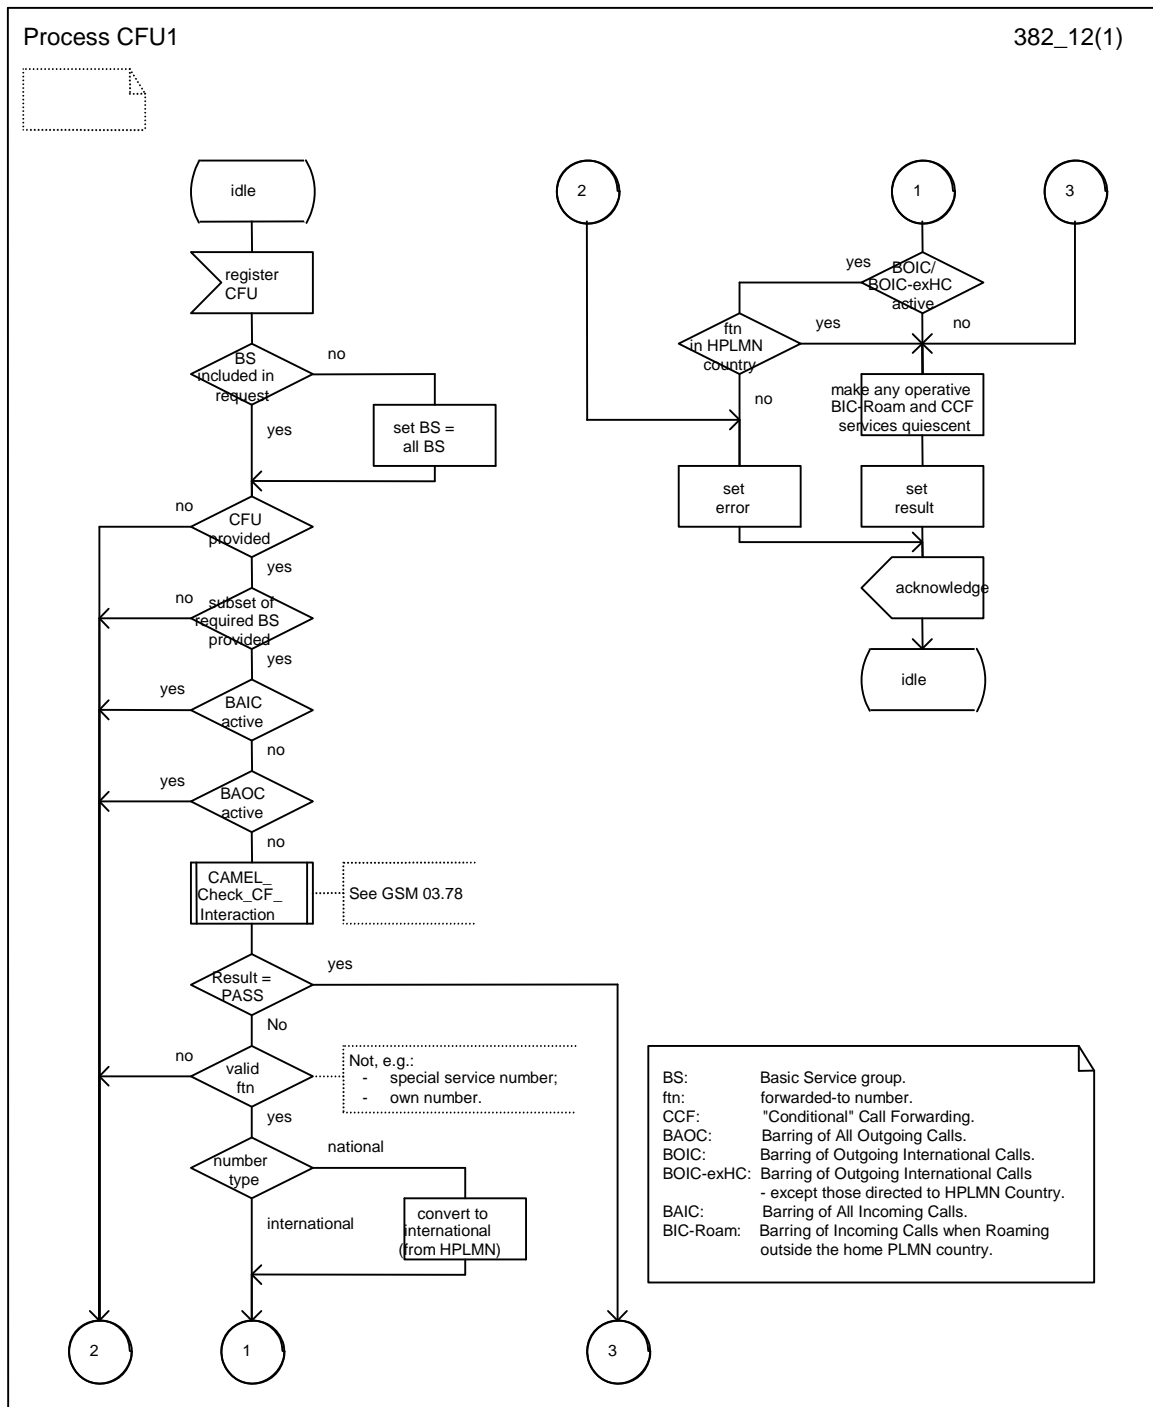 Process CFU1
382_12(1)
idle
register
CFU
BS
included in
request
no
yes
set BS =
all BS
no
CFU
provided
yes
no
subset of
required BS
provided
yes
yes
BAIC
active
no
yes
BAOC
active
no
CAMEL_
Check_CF_
Interaction
See GSM 03.78
Result =
PASS
yes
No
no
valid
ftn
Not, e.g.:
- special service number;
- own number.
yes
number
type
national
international
convert to
international
(from HPLMN)
2
1
3
2
1
3
yes
BOIC/
BOIC-exHC
active
no
ftn
in HPLMN
country
yes
no
make any operative
BIC-Roam and CCF
services quiescent
set
error
set
result
acknowledge
idle
BS: Basic Service group.
ftn: forwarded-to number.
CCF: "Conditional" Call Forwarding.
BAOC: Barring of All Outgoing Calls.
BOIC: Barring of Outgoing International Calls.
BOIC-exHC: Barring of Outgoing International Calls
- except those directed to HPLMN Country.
BAIC: Barring of All Incoming Calls.
BIC-Roam: Barring of Incoming Calls when Roaming
outside the home PLMN country.